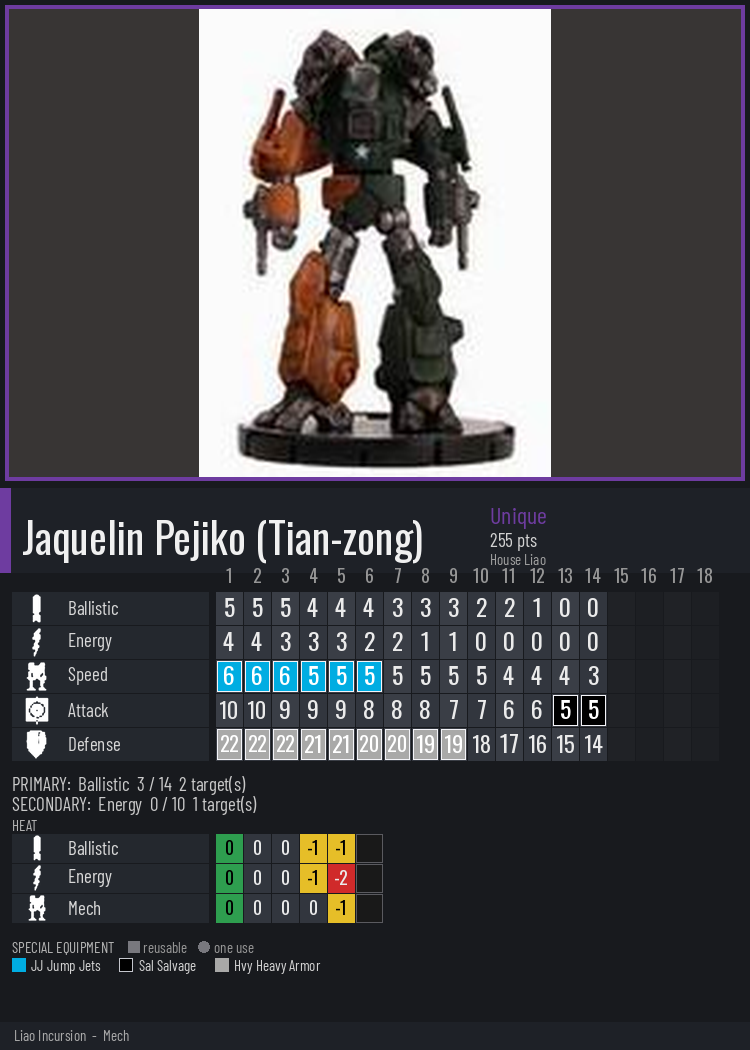 Jaquelin Pejiko (Tian-zong)
Unique
255 pts
House Liao
1 2 3 4 5 6 7 8 9 10 11 12 13 14 15 16 17 18
Ballistic 5 5 5 4 4 4 3 3 3 2 2 1 0 0
Energy 4 4 3 3 3 2 2 1 1 0 0 0 0 0
Speed 6 6 6 5 5 5 5 5 5 5 4 4 4 3
Attack 10 10 9 9 9 8 8 8 7 7 6 6 5 5
Defense 22 22 22 21 21 20 20 19 19 18 17 16 15 14
PRIMARY: Ballistic 3 / 14 2 target(s)
SECONDARY: Energy 0 / 10 1 target(s)
HEAT
Ballistic 0 0 0 -1 -1
Energy 0 0 0 -1 -2
Mech 0 0 0 0 -1
SPECIAL EQUIPMENT reusable one use
JJ Jump Jets Sal Salvage Hvy Heavy Armor
Liao Incursion - Mech